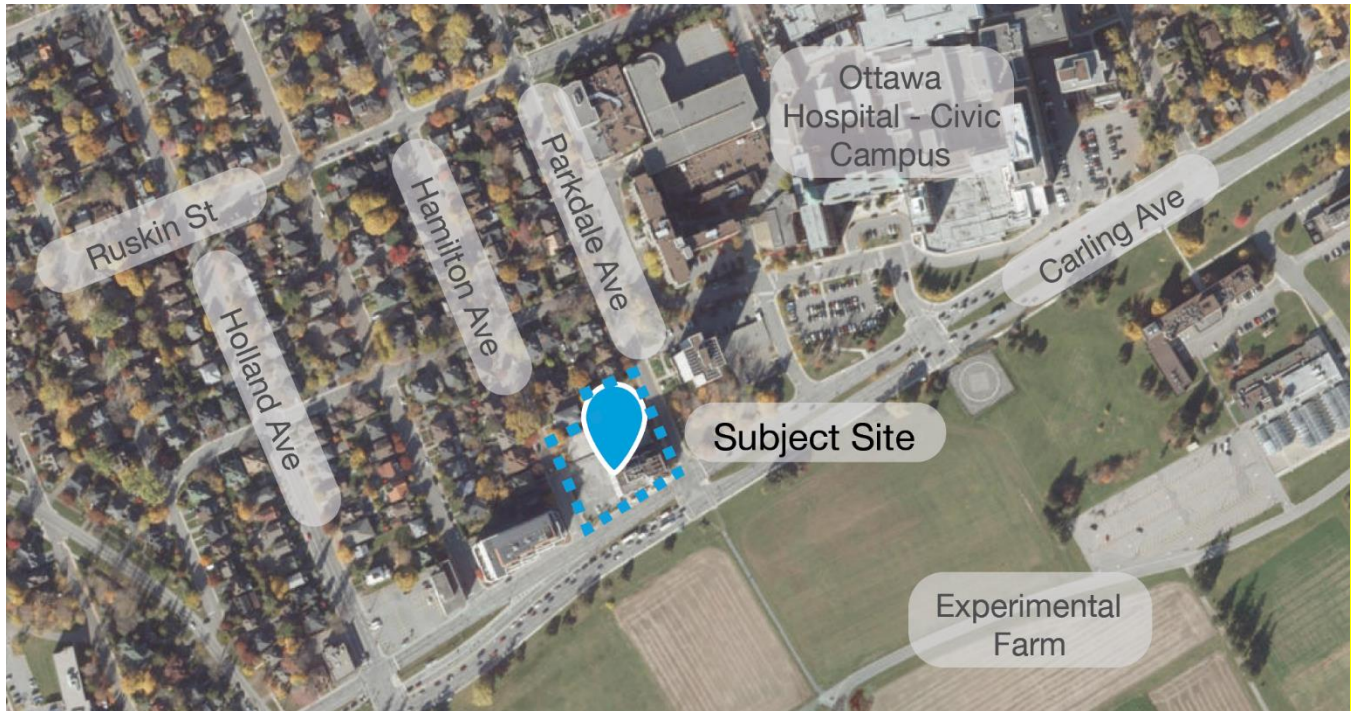 Ottawa
Hospital - Civic
Campus
Parkdale Ave
Hamilton Ave
Ruskin St
Carling Ave
Holland Ave
Subject Site
Experimental
Farm